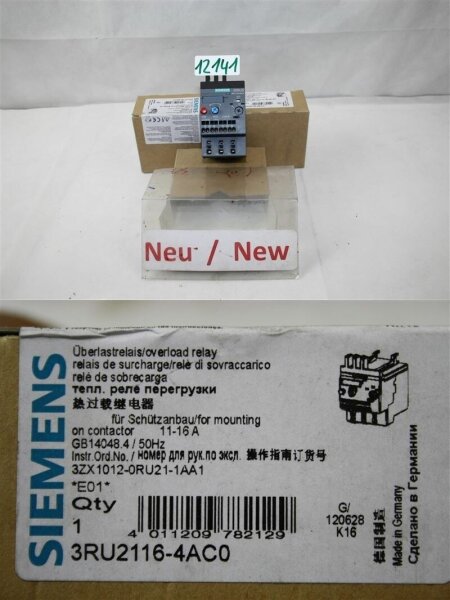 12141
SIEMENS
Neu / New
SIEMENS
Überlastrelais/overload relay
relais de surcharge/relè di sovraccarico
relé de sobrecarga
тепл. реле перегрузки
热过载继电器
für Schützanbau/for mounting
on contactor 11-16 A
GB14048.4 / 50Hz
Instr.Ord.No./ номер для рук.по экспл. 操作指南订货号
3ZX1012-0RU21-1AA1
*E01*
Qty
1
4 011209 782129
3RU2116-4AC0
G/
120628
K16
德国制造
Made in Germany
Сделано в Германии